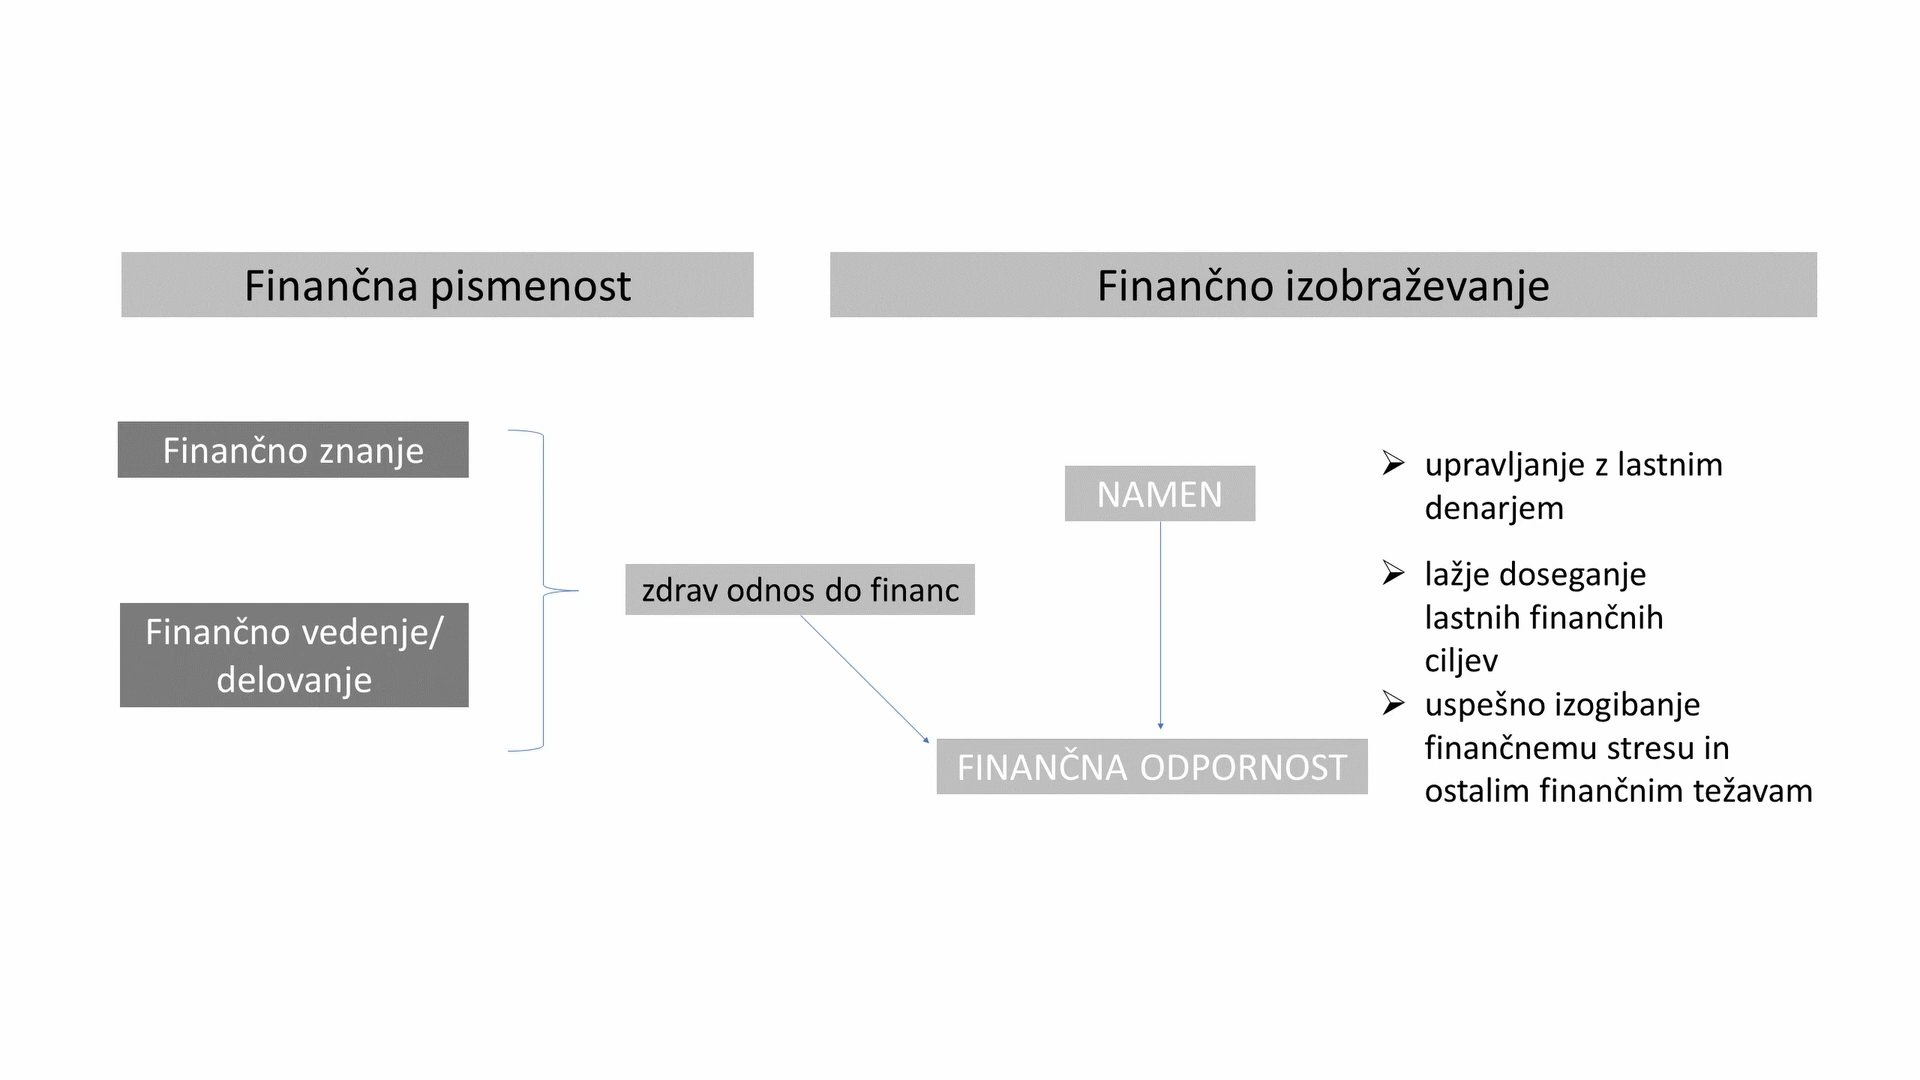 Finančna pismenost
Finančno izobraževanje
Finančno znanje
Finančno vedenje/
delovanje
zdrav odnos do financ
NAMEN
FINANČNA ODPORNOST
upravljanje z lastnim
denarjem
lažje doseganje
lastnih finančnih
ciljev
uspešno izogibanje
finančnemu stresu in
ostalim finančnim težavam